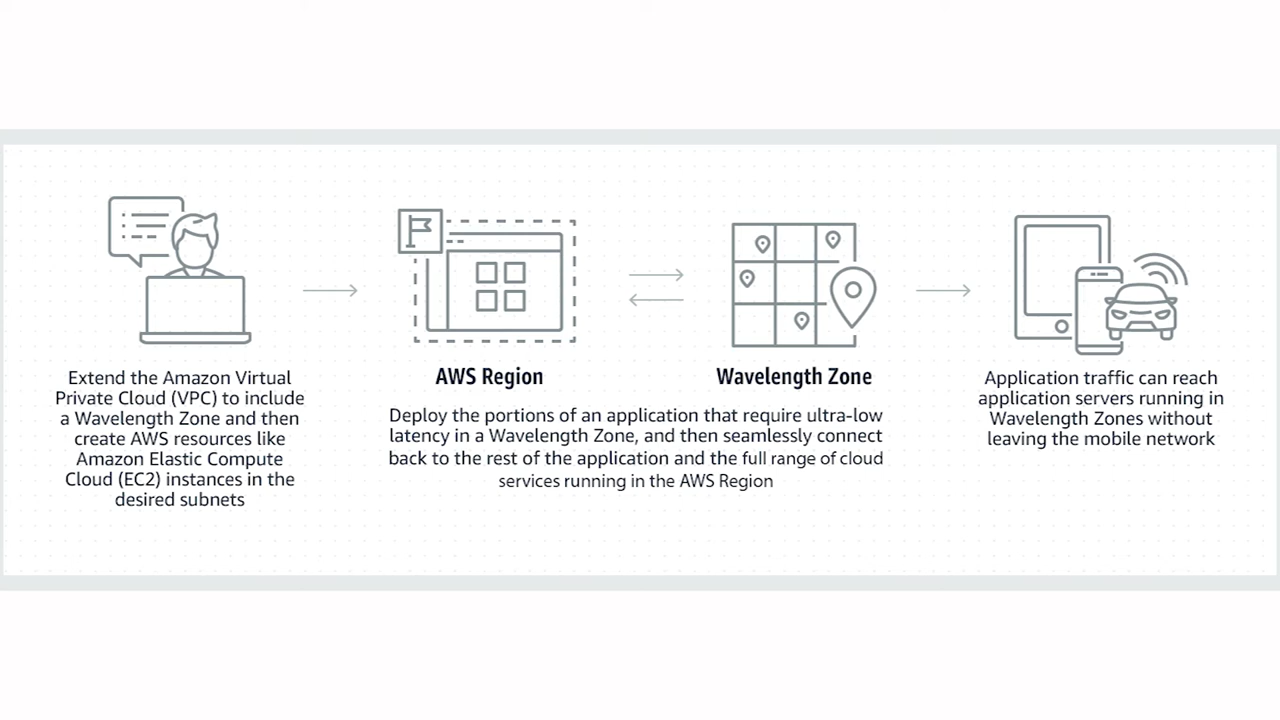 Extend the Amazon Virtual
Private Cloud (VPC) to include
a Wavelength Zone and then
create AWS resources like
Amazon Elastic Compute
Cloud (EC2) instances in the
desired subnets
AWS Region
Wavelength Zone
Deploy the portions of an application that require ultra-low
latency in a Wavelength Zone, and then seamlessly connect
back to the rest of the application and the full range of cloud
services running in the AWS Region
Application traffic can reach
application servers running in
Wavelength Zones without
leaving the mobile network